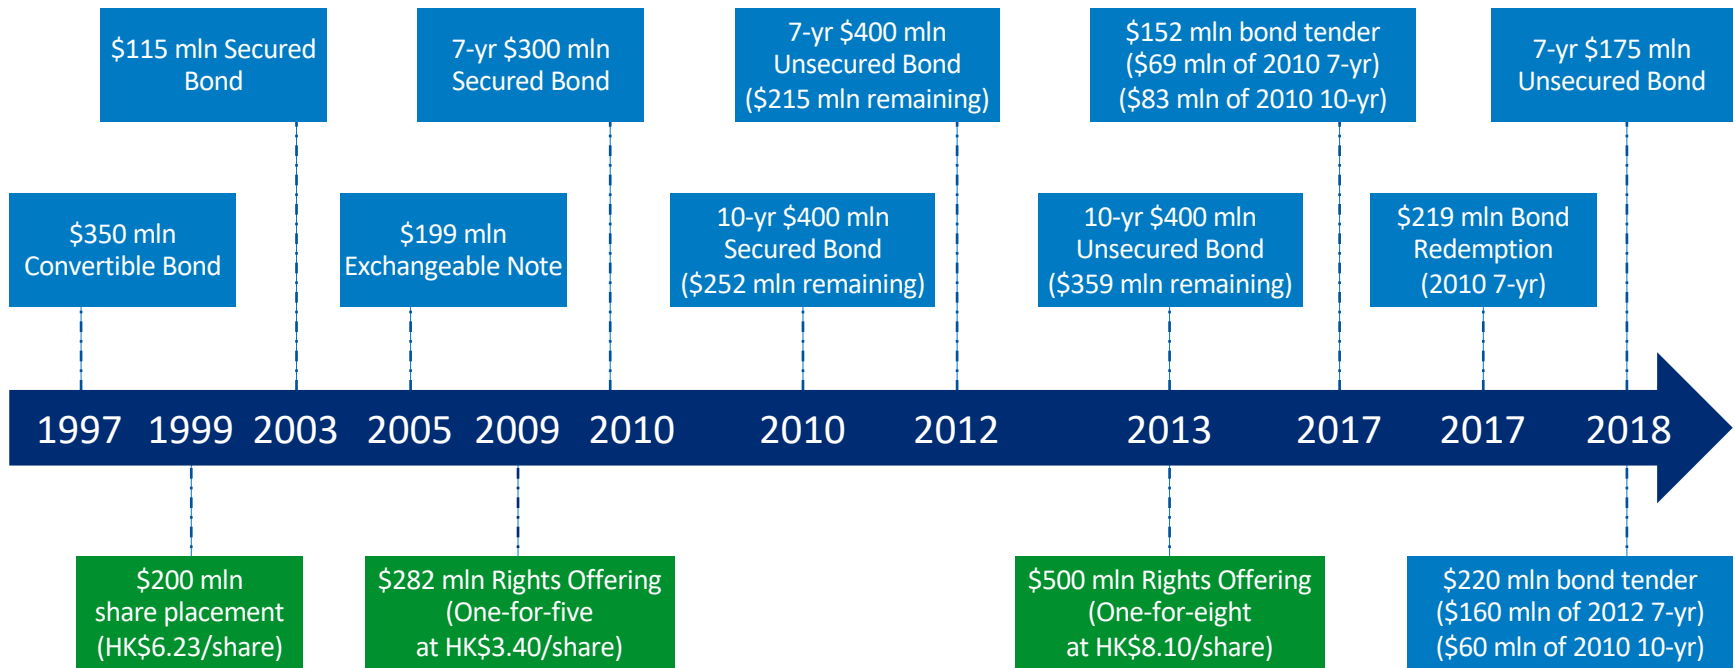 $115 mln Secured
Bond
7-yr $300 mln
Secured Bond
7-yr $400 mln
Unsecured Bond
($215 mln remaining)
$152 mln bond tender
($69 mln of 2010 7-yr)
($83 mln of 2010 10-yr)
7-yr $175 mln
Unsecured Bond
$350 mln
Convertible Bond
$199 mln
Exchangeable Note
10-yr $400 mln
Secured Bond
($252 mln remaining)
10-yr $400 mln
Unsecured Bond
($359 mln remaining)
$219 mln Bond
Redemption
(2010 7-yr)
1997 1999 2003 2005 2009 2010 2010 2012 2013 2017 2017 2018
$200 mln
share placement
(HK$6.23/share)
$282 mln Rights Offering
(One-for-five
at HK$3.40/share)
$500 mln Rights Offering
(One-for-eight
at HK$8.10/share)
$220 mln bond tender
($160 mln of 2012 7-yr)
($60 mln of 2010 10-yr)